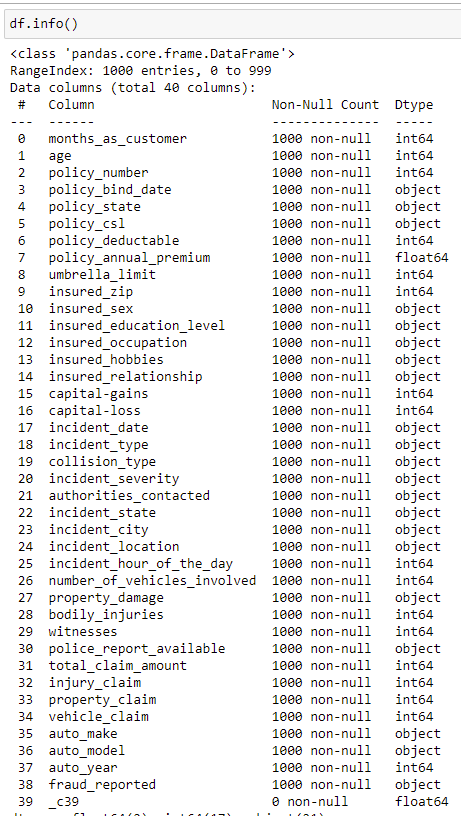 df.info()
<class 'pandas.core.frame.DataFrame'>
RangeIndex: 1000 entries, 0 to 999
Data columns (total 40 columns):
 #   Column                       Non-Null Count  Dtype
---  ------                       --------------  -----
 0   months_as_customer           1000 non-null   int64
 1   age                          1000 non-null   int64
 2   policy_number                1000 non-null   int64
 3   policy_bind_date             1000 non-null   object
 4   policy_state                 1000 non-null   object
 5   policy_csl                   1000 non-null   object
 6   policy_deductable            1000 non-null   int64
 7   policy_annual_premium        1000 non-null   float64
 8   umbrella_limit               1000 non-null   int64
 9   insured_zip                  1000 non-null   int64
 10  insured_sex                  1000 non-null   object
 11  insured_education_level      1000 non-null   object
 12  insured_occupation           1000 non-null   object
 13  insured_hobbies              1000 non-null   object
 14  insured_relationship         1000 non-null   object
 15  capital-gains                1000 non-null   int64
 16  capital-loss                 1000 non-null   int64
 17  incident_date                1000 non-null   object
 18  incident_type                1000 non-null   object
 19  collision_type               1000 non-null   object
 20  incident_severity            1000 non-null   object
 21  authorities_contacted        1000 non-null   object
 22  incident_state               1000 non-null   object
 23  incident_city                1000 non-null   object
 24  incident_location            1000 non-null   object
 25  incident_hour_of_the_day     1000 non-null   int64
 26  number_of_vehicles_involved  1000 non-null   int64
 27  property_damage              1000 non-null   object
 28  bodily_injuries              1000 non-null   int64
 29  witnesses                    1000 non-null   int64
 30  police_report_available      1000 non-null   object
 31  total_claim_amount           1000 non-null   int64
 32  injury_claim                 1000 non-null   int64
 33  property_claim               1000 non-null   int64
 34  vehicle_claim                1000 non-null   int64
 35  auto_make                    1000 non-null   object
 36  auto_model                   1000 non-null   object
 37  auto_year                    1000 non-null   int64
 38  fraud_reported               1000 non-null   object
 39  _c39                         0 non-null      float64